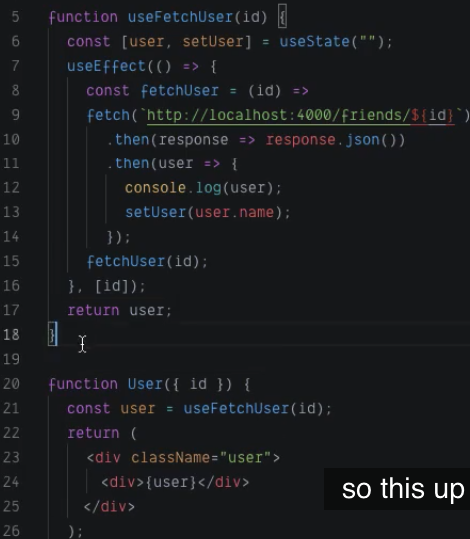 5 function useFetchUser(id) {
6 const [user, setUser] = useState("");
7 useEffect(() => {
8 const fetchUser = (id) =>
9 fetch(`http://localhost:4000/friends/${id}`)
10 .then(response => response.json())
11 .then(user => {
12 console.log(user);
13 setUser(user.name);
14 });
15 fetchUser(id);
16 }, [id]);
17 return user;
18 }
19
20 function User({ id }) {
21 const user = useFetchUser(id);
22 return (
23 <div className="user">
24 <div>{user}</div>
25 </div>
26 );
so this up